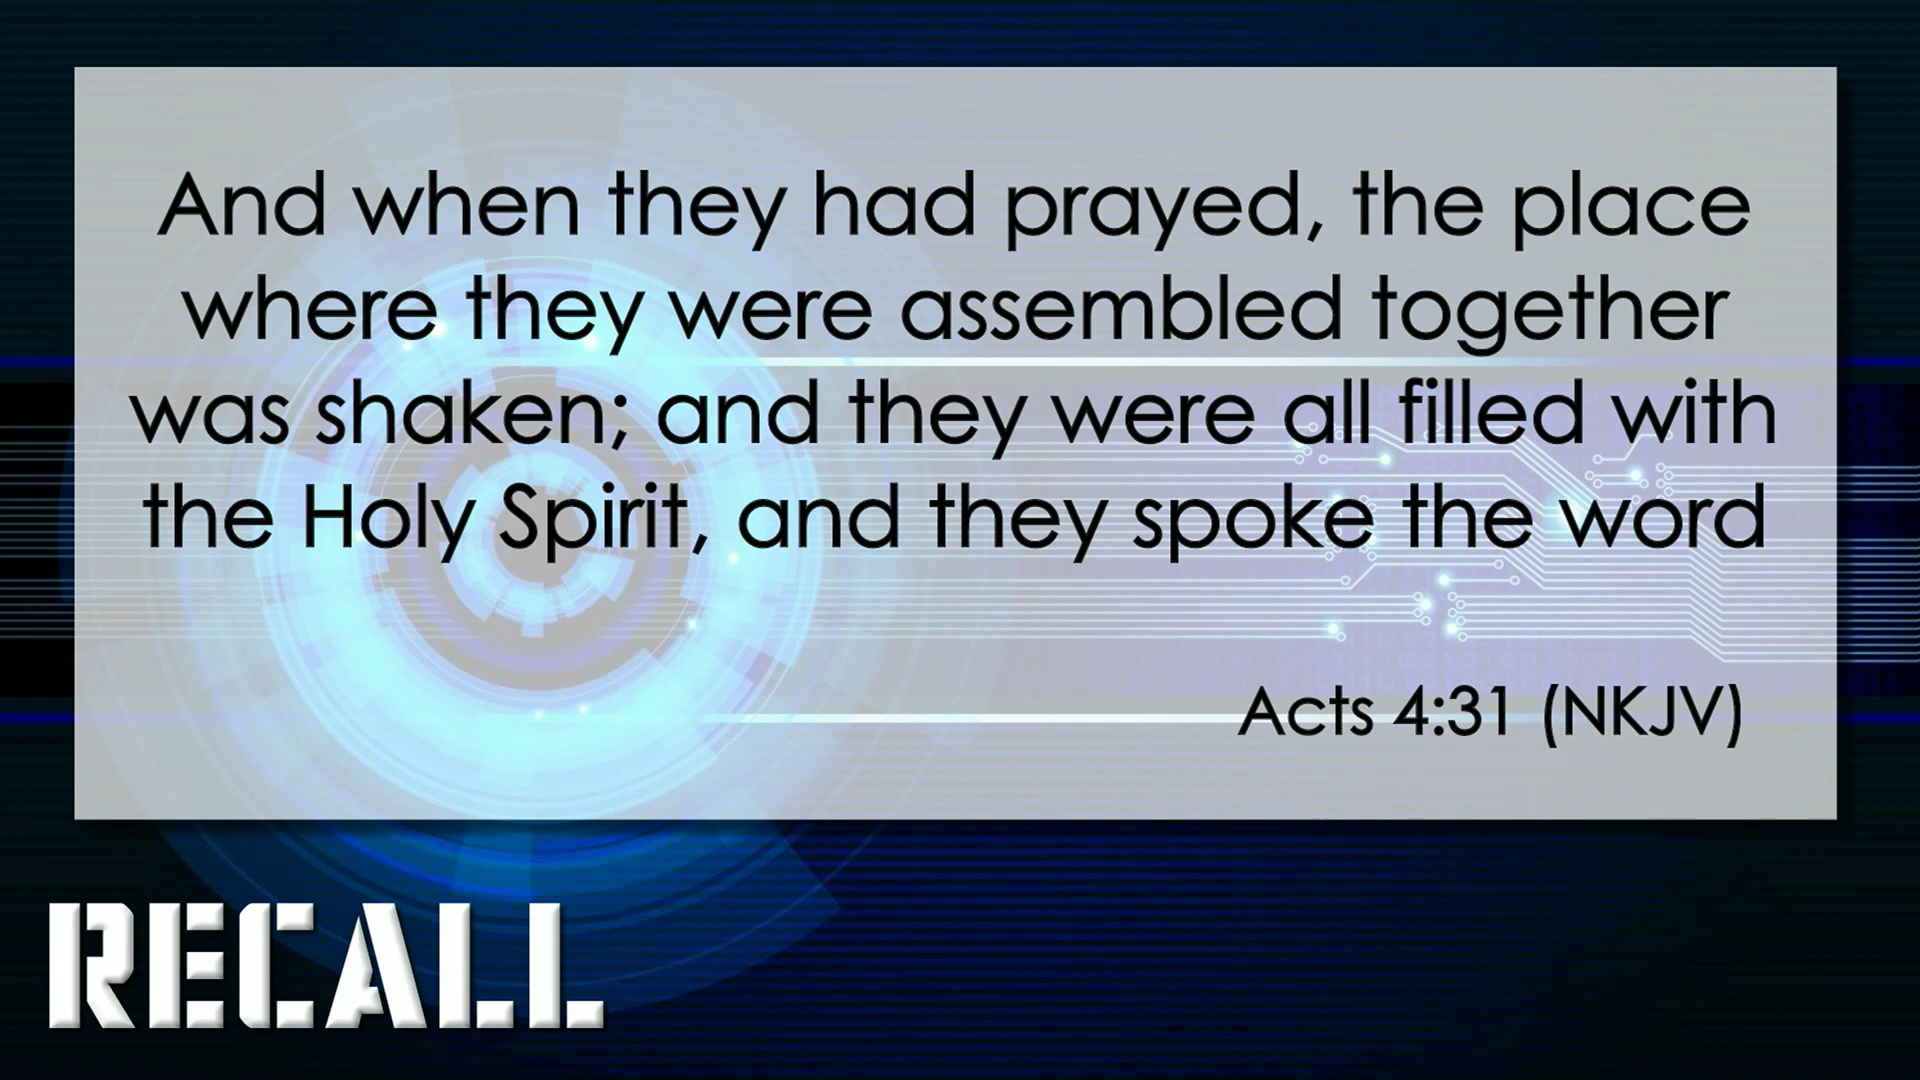 And when they had prayed, the place
where they were assembled together
was shaken; and they were all filled with
the Holy Spirit, and they spoke the word
Acts 4:31 (NKJV)
RECALL